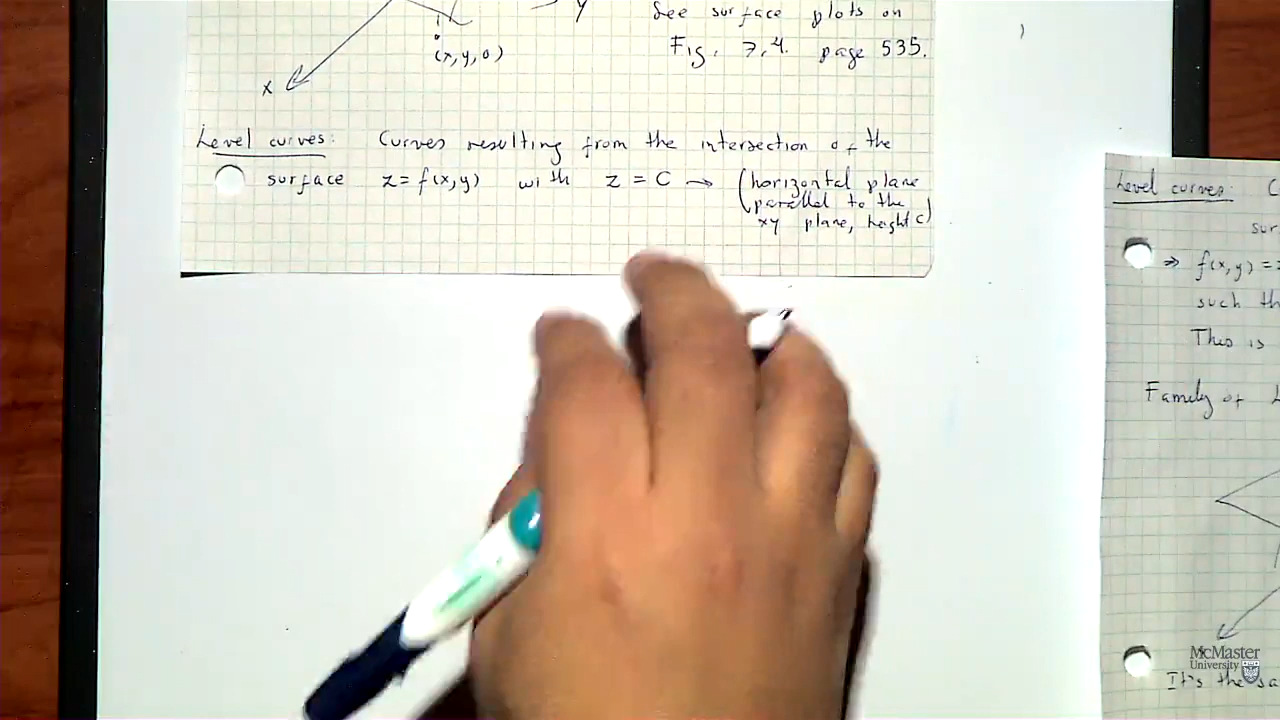 y
See surface plots on
(x,y,0)
Fig. 7.4. page 535.
x
Level curves: Curves resulting from the intersection of the
surface z=f(x,y) with z = C → (horizontal plane
parallel to the
xy plane, height C)
Level curves: C
sur
⇒ f(x,y) =
such th
This is
Family of L
McMaster
University
It's the sa